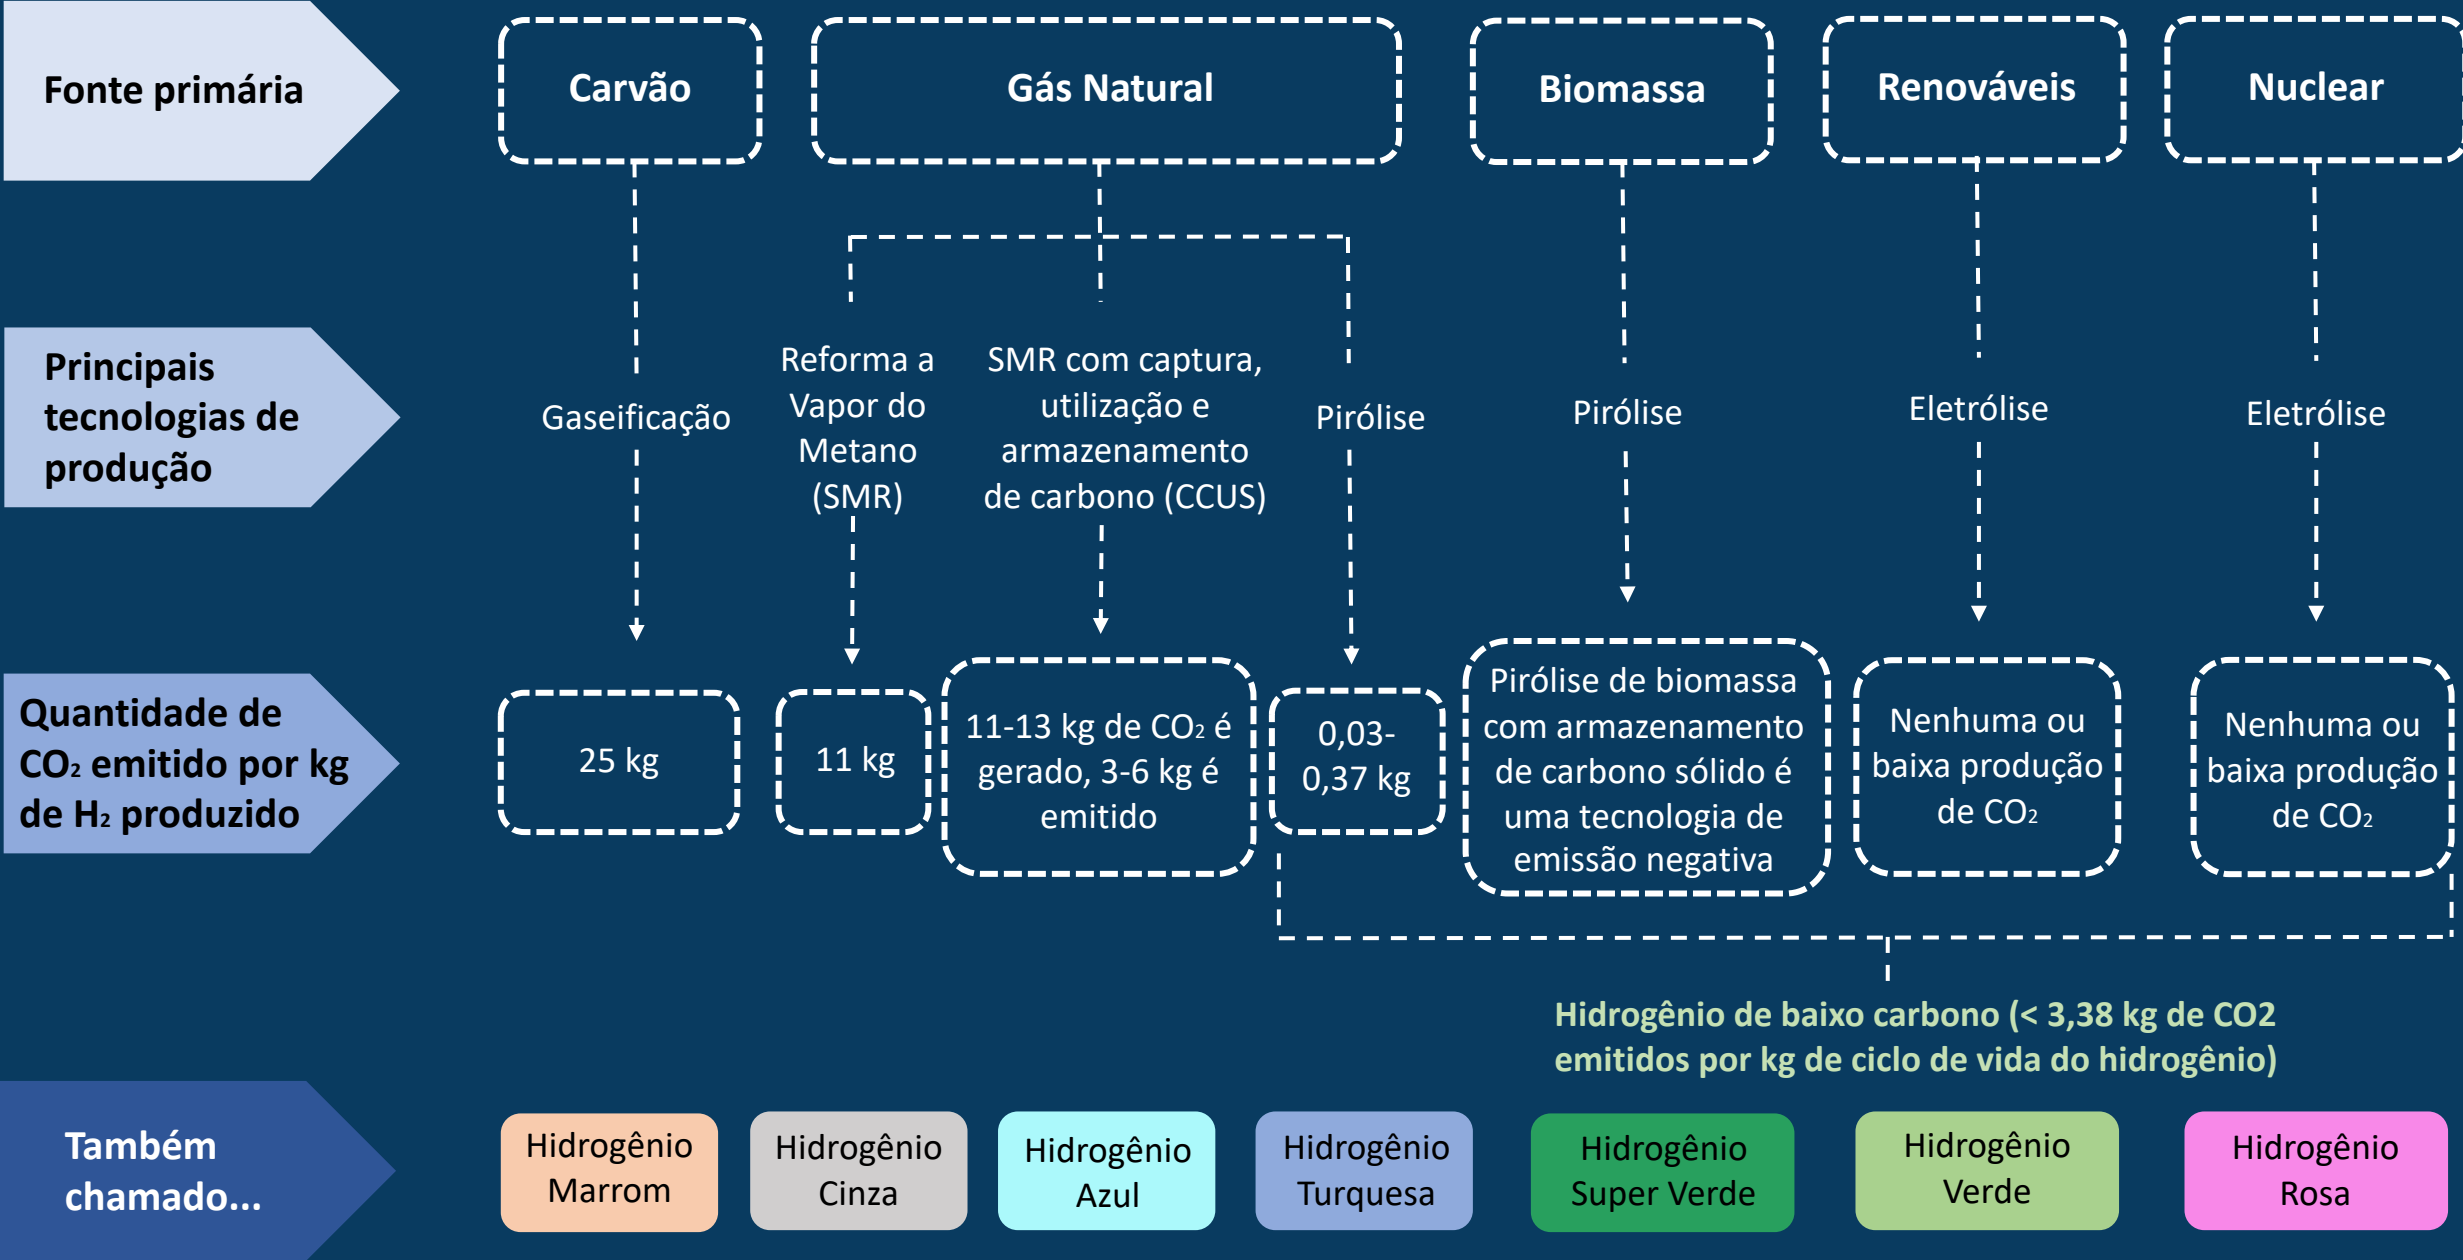 Fonte primária
Carvão
Gás Natural
Biomassa
Renováveis
Nuclear
Principais
tecnologias de
produção
Gaseificação
Reforma a
Vapor do
Metano
(SMR)
SMR com captura,
utilização e
armazenamento
de carbono (CCUS)
Pirólise
Pirólise
Eletrólise
Eletrólise
Quantidade de
CO₂ emitido por kg
de H₂ produzido
25 kg
11 kg
11-13 kg de CO₂ é
gerado, 3-6 kg é
emitido
0,03-
0,37 kg
Pirólise de biomassa
com armazenamento
de carbono sólido é
uma tecnologia de
emissão negativa
Nenhuma ou
baixa produção
de CO₂
Nenhuma ou
baixa produção
de CO₂
Hidrogênio de baixo carbono (< 3,38 kg de CO2
emitidos por kg de ciclo de vida do hidrogênio)
Também
chamado...
Hidrogênio
Marrom
Hidrogênio
Cinza
Hidrogênio
Azul
Hidrogênio
Turquesa
Hidrogênio
Super Verde
Hidrogênio
Verde
Hidrogênio
Rosa